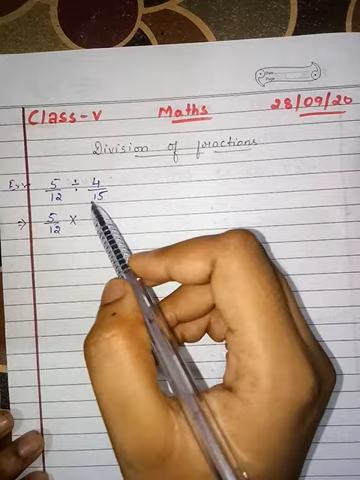 Class-V Maths 28/09/20
Division of fractions
Ex:- 5/12 ÷ 4/15
⇒ 5/12 ×